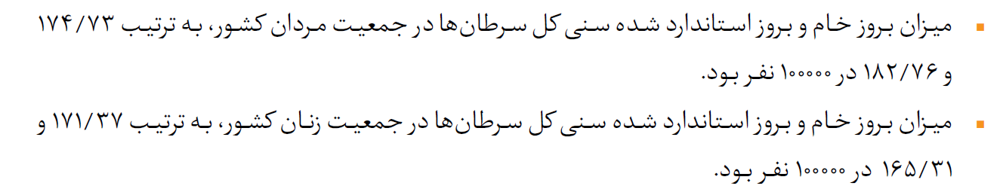 ▪ میزان بروز خام و بروز استاندارد شده سنی کل سرطان‌ها در جمعیت مردان کشور، به ترتیب ۱۷۴/۷۳
و ۱۸۲/۷۶ در ۱۰۰۰۰۰ نفر بود.
▪ میزان بروز خام و بروز استاندارد شده سنی کل سرطان‌ها در جمعیت زنان کشور، به ترتیب ۱۷۱/۳۷ و
۱۶۵/۳۱ در ۱۰۰۰۰۰ نفر بود.